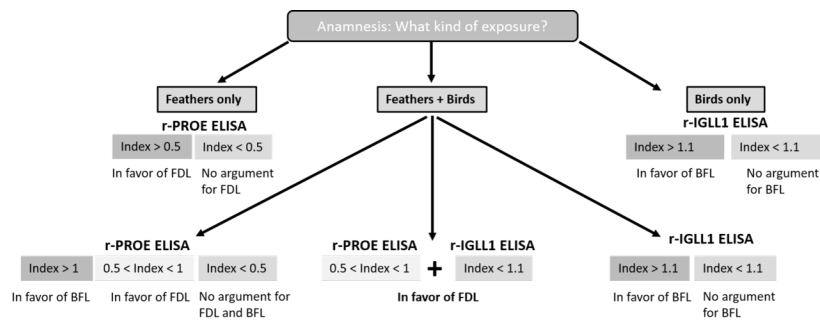 Anamnesis: What kind of exposure?
Feathers only
Feathers + Birds
Birds only
r-PROE ELISA
r-IGLL1 ELISA
Index > 0.5
Index < 0.5
Index > 1.1
Index < 1.1
In favor of FDL
No argument
for FDL
In favor of BFL
No argument
for BFL
r-PROE ELISA
r-PROE ELISA
r-IGLL1 ELISA
r-IGLL1 ELISA
Index > 1
0.5 < Index < 1
Index < 0.5
0.5 < Index < 1
+
Index < 1.1
Index > 1.1
Index < 1.1
In favor of BFL
In favor of FDL
No argument for
FDL and BFL
In favor of FDL
In favor of BFL
No argument
for BFL